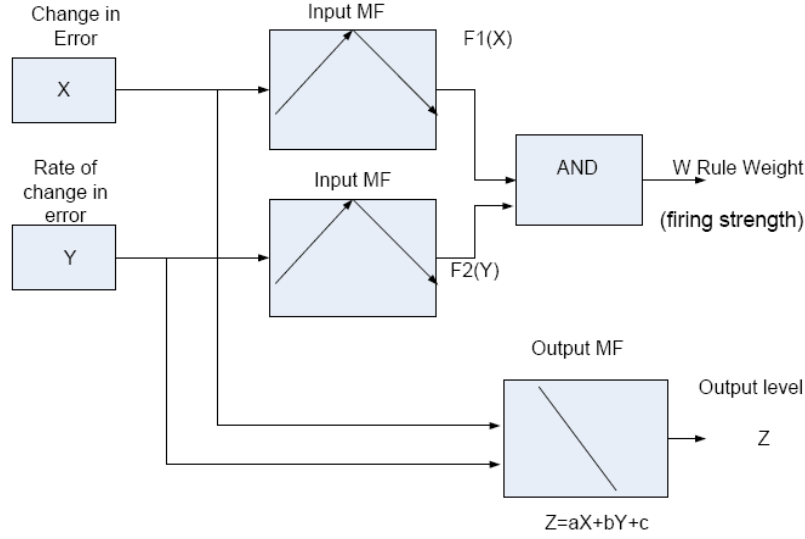 Change in
Error
X
Input MF
F1(X)
Rate of
change in
error
Y
Input MF
F2(Y)
AND
W Rule Weight
(firing strength)
Output MF
Output level
Z
Z=aX+bY+c